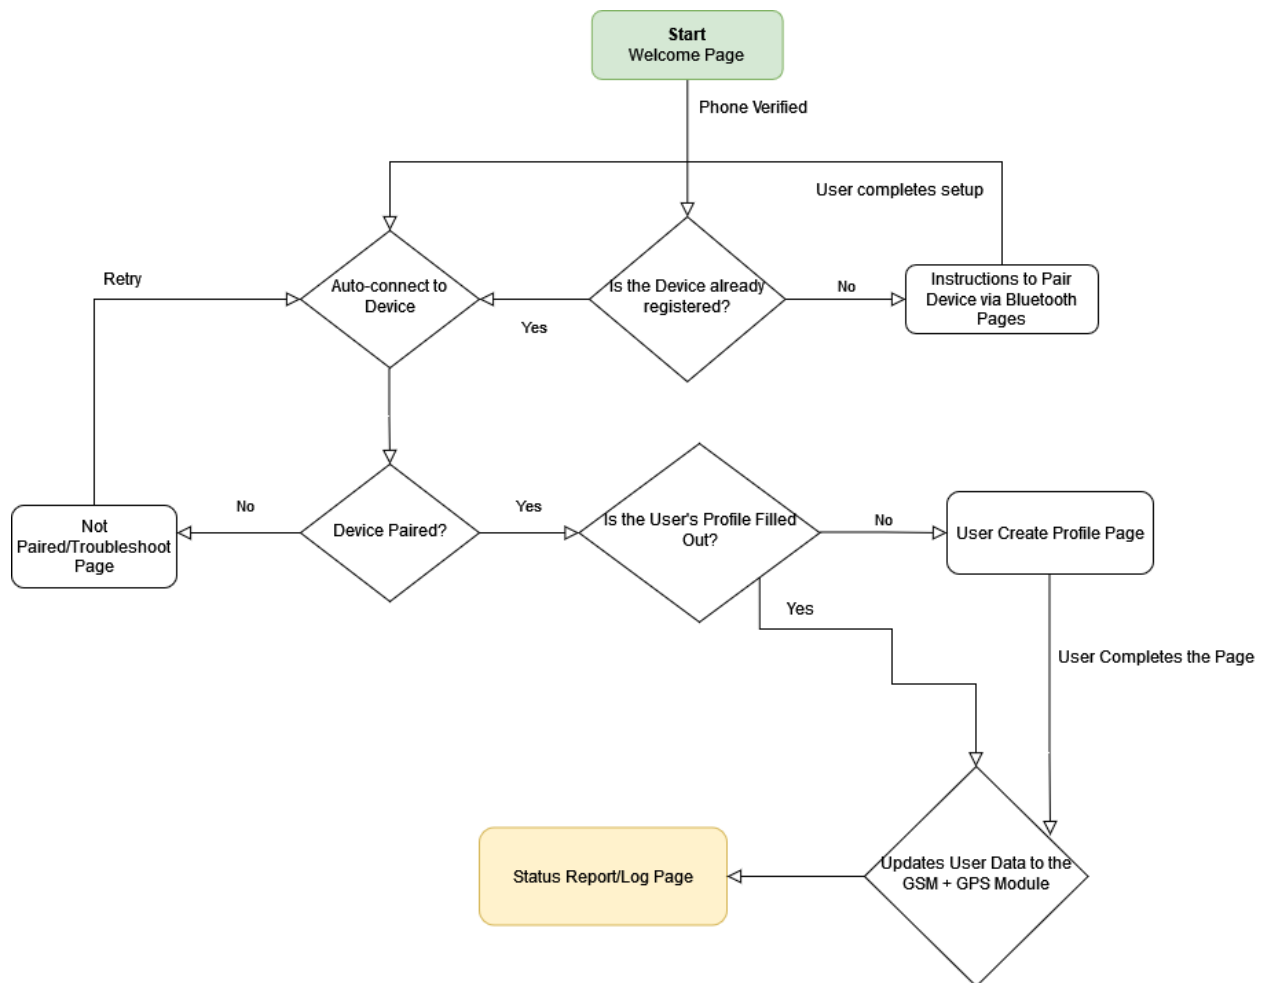 Start
Welcome Page
Phone Verified
User completes setup
Retry
Auto-connect to
Device
Is the Device already
registered?
No
Instructions to Pair
Device via Bluetooth
Pages
Yes
Not
Paired/Troubleshoot
Page
No
Device Paired?
Yes
Is the User's Profile Filled
Out?
No
User Create Profile Page
Yes
User Completes the Page
Status Report/Log Page
Updates User Data to the
GSM + GPS Module